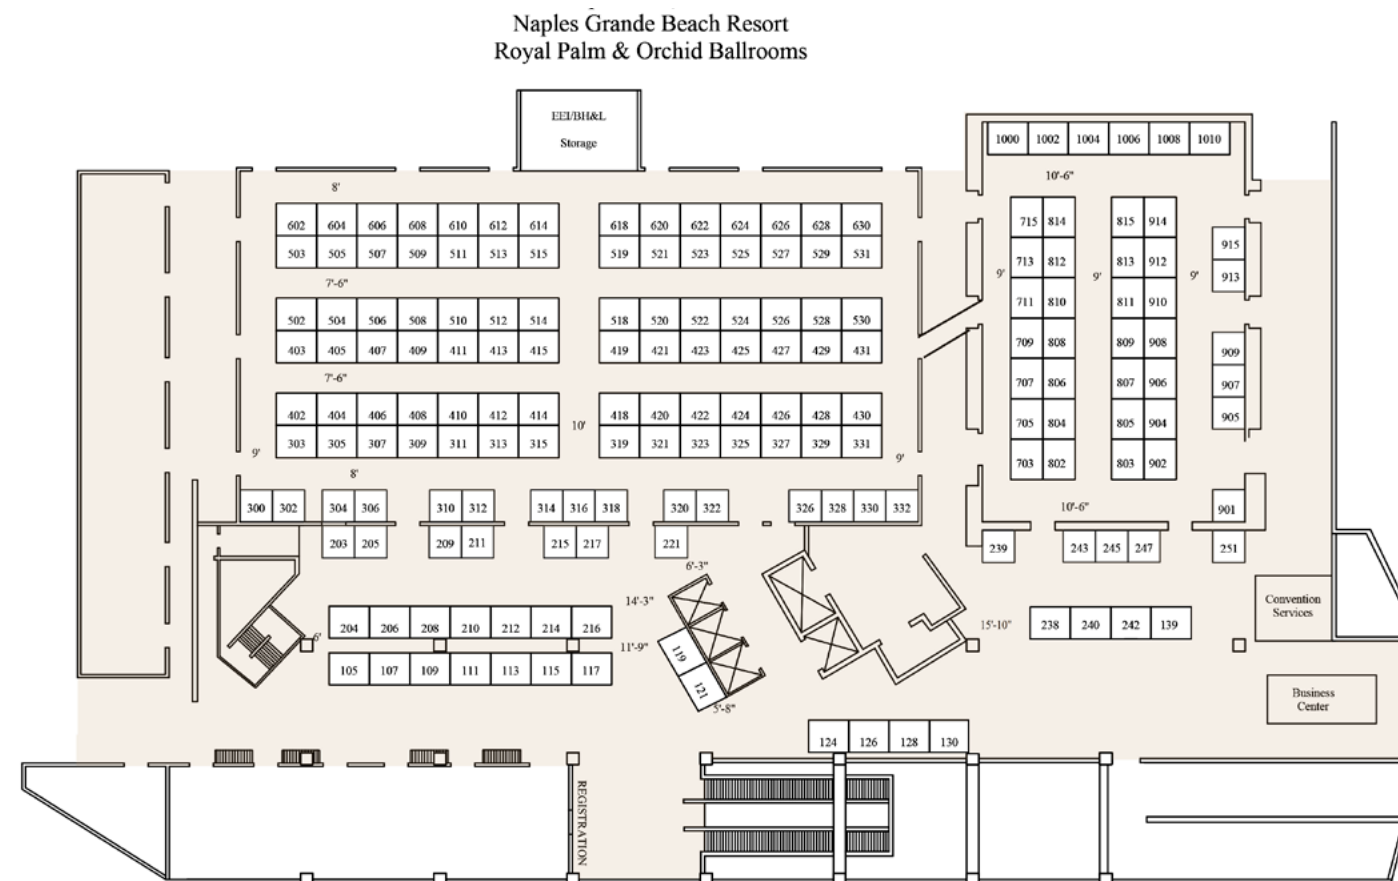 Naples Grande Beach Resort
Royal Palm & Orchid Ballrooms
EEI/BH&L
Storage
1000 1002 1004 1006 1008 1010
8'
10'-6"
602 604 606 608 610 612 614 618 620 622 624 626 628 630
503 505 507 509 511 513 515 519 521 523 525 527 529 531
7'-6"
502 504 506 508 510 512 514 518 520 522 524 526 528 530
403 405 407 409 411 413 415 419 421 423 425 427 429 431
7'-6"
402 404 406 408 410 412 414 418 420 422 424 426 428 430
10'
303 305 307 309 311 313 315 319 321 323 325 327 329 331
9'
9'
8'
715 814 815 914
713 812 813 912
9' 9' 9'
711 810 811 910
709 808 809 908
707 806 807 906
705 804 805 904
703 802 803 902
915
913
909
907
905
10'-6"
901
300 302 304 306 310 312 314 316 318 320 322 326 328 330 332
203 205 209 211 215 217 221 239 243 245 247 251
6'-3"
14'-3"
204 206 208 210 212 214 216
6'
11'-9"
105 107 109 111 113 115 117
119
121
5'-8"
15'-10"
238 240 242 139
Convention
Services
Business
Center
124 126 128 130
REGISTRATION